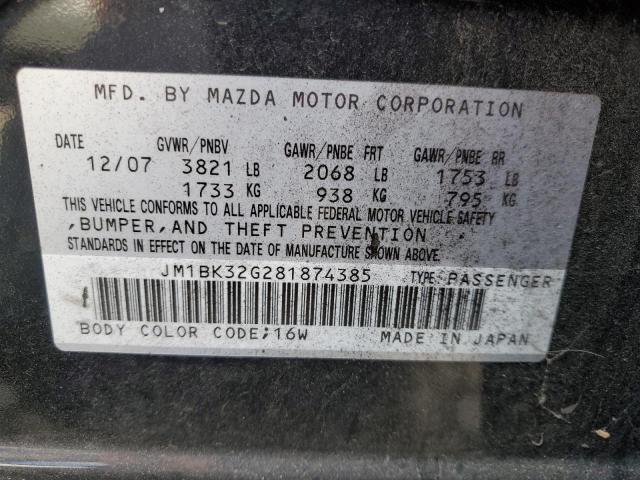 MFD. BY MAZDA MOTOR CORPORATION
DATE GVWR/PNBV GAWR/PNBE FRT GAWR/PNBE RR
12/07 3821 LB 2068 LB 1753 LB
1733 KG 938 KG 795 KG
THIS VEHICLE CONFORMS TO ALL APPLICABLE FEDERAL MOTOR VEHICLE SAFETY
,BUMPER,AND THEFT PREVENTION
STANDARDS IN EFFECT ON THE DATE OF MANUFACTURE SHOWN ABOVE.
JM1BK32G281874385 TYPE:PASSENGER
BODY COLOR CODE;16W MADE IN JAPAN